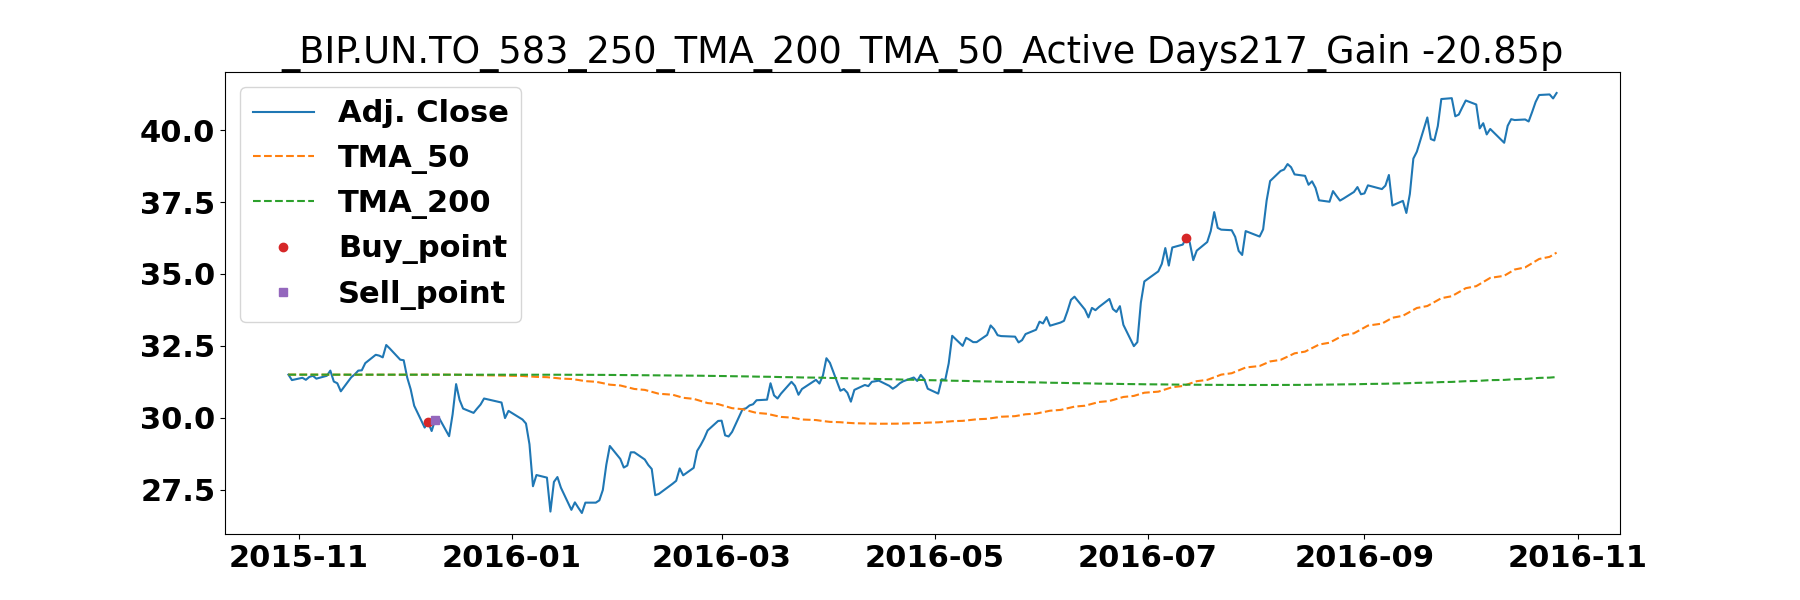 _BIP.UN.TO_583_250_TMA_200_TMA_50_Active Days217_Gain -20.85p
Adj. Close
TMA_50
TMA_200
Buy_point
Sell_point
40.0
37.5
35.0
32.5
30.0
27.5
2015-11 2016-01 2016-03 2016-05 2016-07 2016-09 2016-11